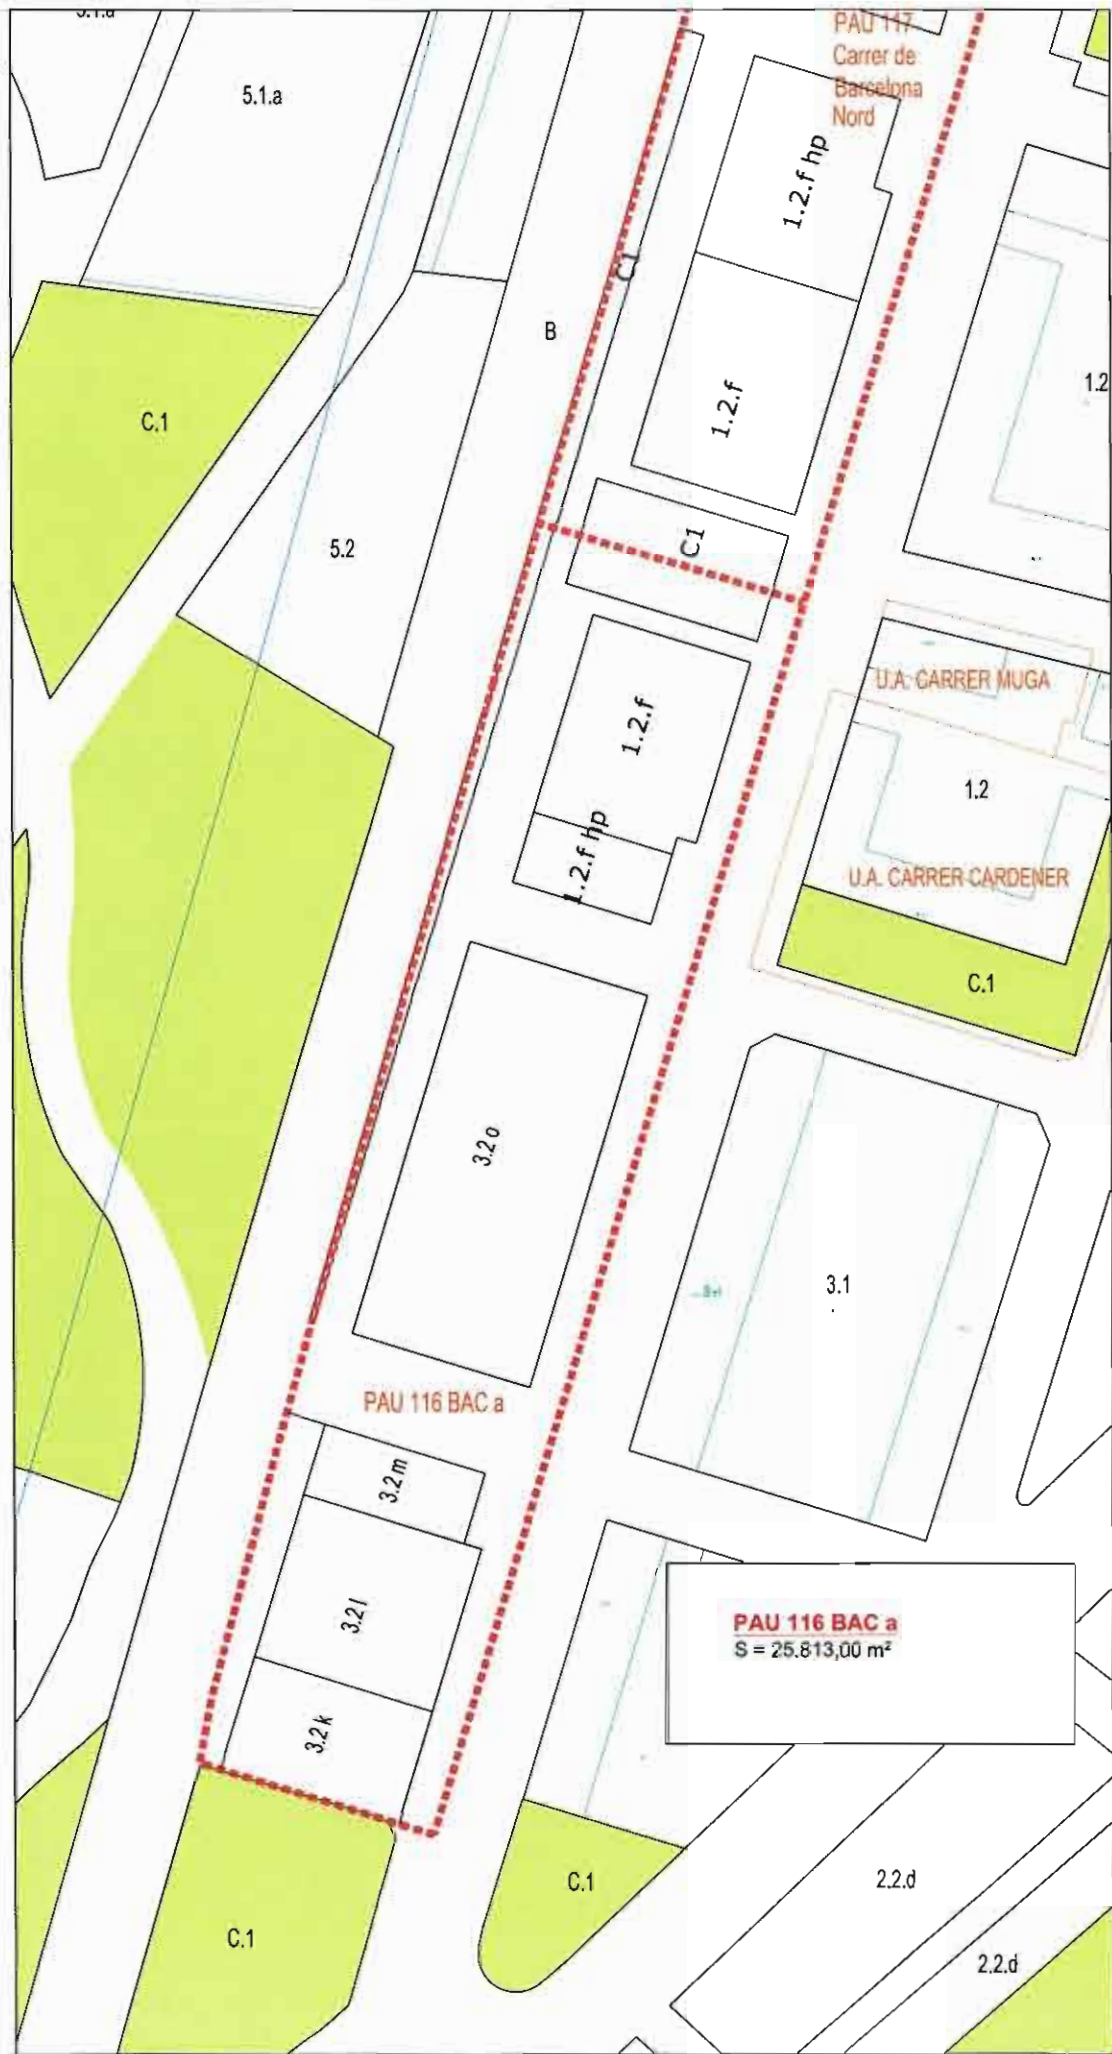 5.1.a
PAU 117
Carrer de
Barcelona
Nord
5.1.a
1.2.f hp
C1
B
1.2.f
1.2
C.1
5.2
C1
U.A. CARRER MUGA
1.2.f
1.2
1.2.f hp
U.A. CARRER CARDENER
C.1
3.2 o
3.1
PAU 116 BAC a
3.2 m
3.2 l
PAU 116 BAC a
S = 25.813,00 m²
3.2 k
C.1
2.2.d
C.1
2.2.d